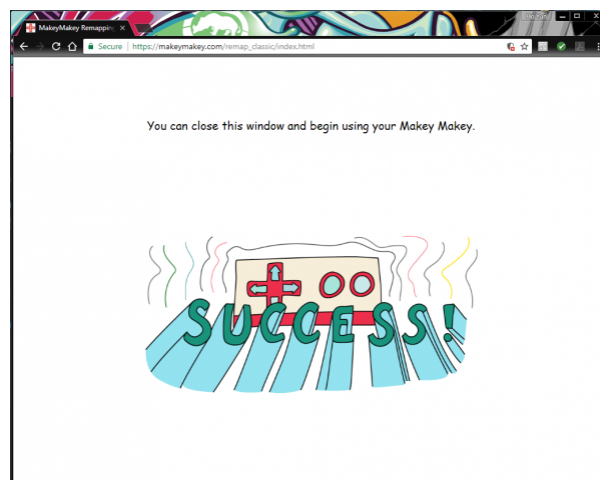 MakeyMakey Remapping
Secure https://makeymakey.com/remap_classic/index.html
You can close this window and begin using your Makey Makey.
SUCCESS!